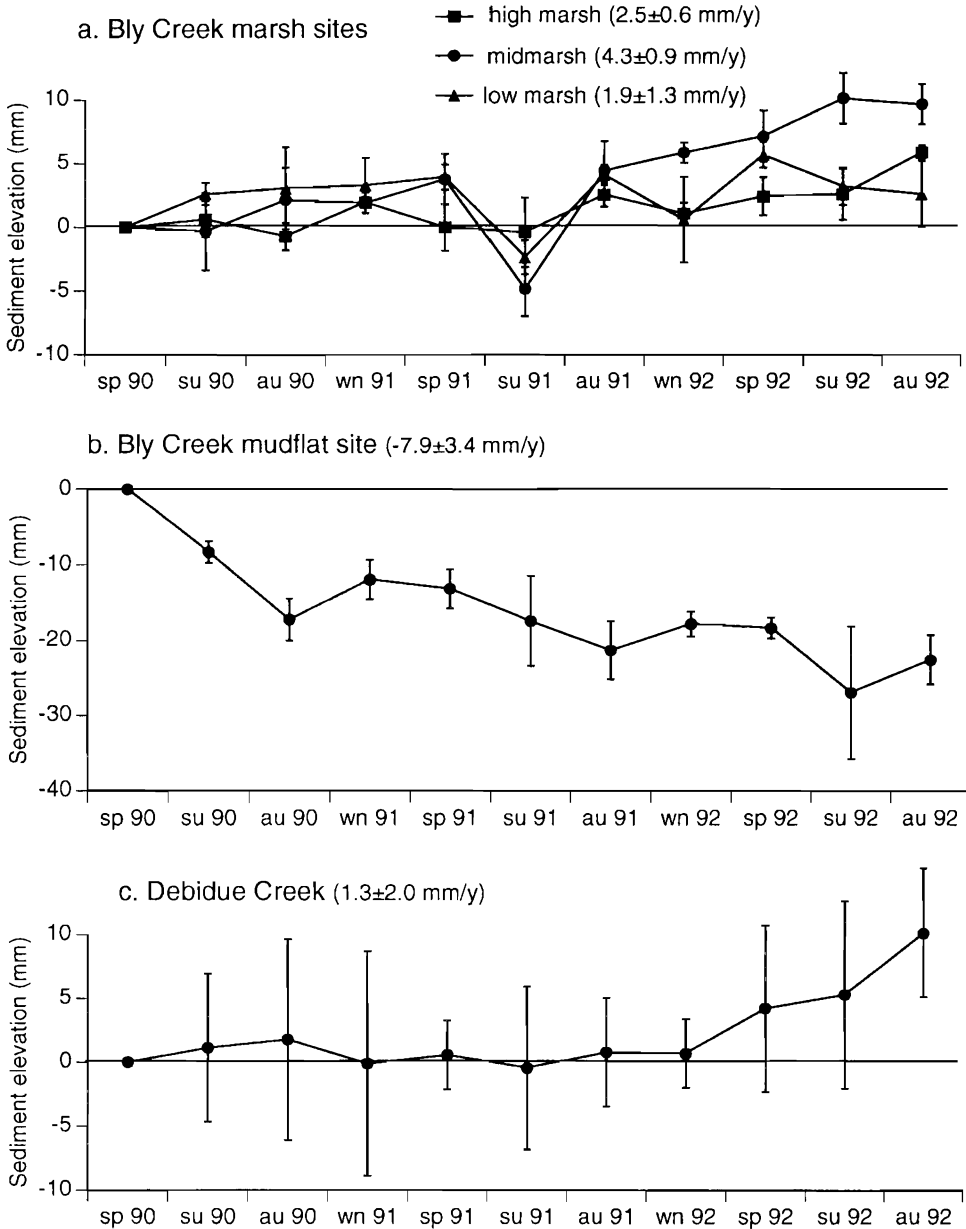 a. Bly Creek marsh sites
high marsh (2.5±0.6 mm/y)
midmarsh (4.3±0.9 mm/y)
low marsh (1.9±1.3 mm/y)
Sediment elevation (mm)
10
5
0
-5
-10
sp 90 su 90 au 90 wn 91 sp 91 su 91 au 91 wn 92 sp 92 su 92 au 92
b. Bly Creek mudflat site (-7.9±3.4 mm/y)
Sediment elevation (mm)
0
-10
-20
-30
-40
sp 90 su 90 au 90 wn 91 sp 91 su 91 au 91 wn 92 sp 92 su 92 au 92
c. Debidue Creek (1.3±2.0 mm/y)
Sediment elevation (mm)
10
5
0
-5
-10
sp 90 su 90 au 90 wn 91 sp 91 su 91 au 91 wn 92 sp 92 su 92 au 92